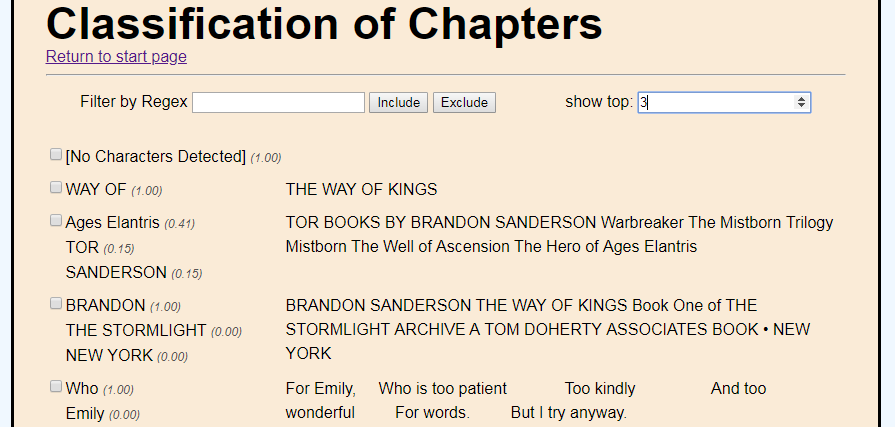 Classification of Chapters
Return to start page
Filter by Regex Include Exclude show top: 3
[No Characters Detected] (1.00)
WAY OF (1.00) THE WAY OF KINGS
Ages Elantris (0.41) TOR BOOKS BY BRANDON SANDERSON Warbreaker The Mistborn Trilogy
TOR (0.15) Mistborn The Well of Ascension The Hero of Ages Elantris
SANDERSON (0.15)
BRANDON (1.00) BRANDON SANDERSON THE WAY OF KINGS Book One of THE
THE STORMLIGHT (0.00) STORMLIGHT ARCHIVE A TOM DOHERTY ASSOCIATES BOOK • NEW
NEW YORK (0.00) YORK
Who (1.00) For Emily, Who is too patient Too kindly And too
Emily (0.00) wonderful For words. But I try anyway.